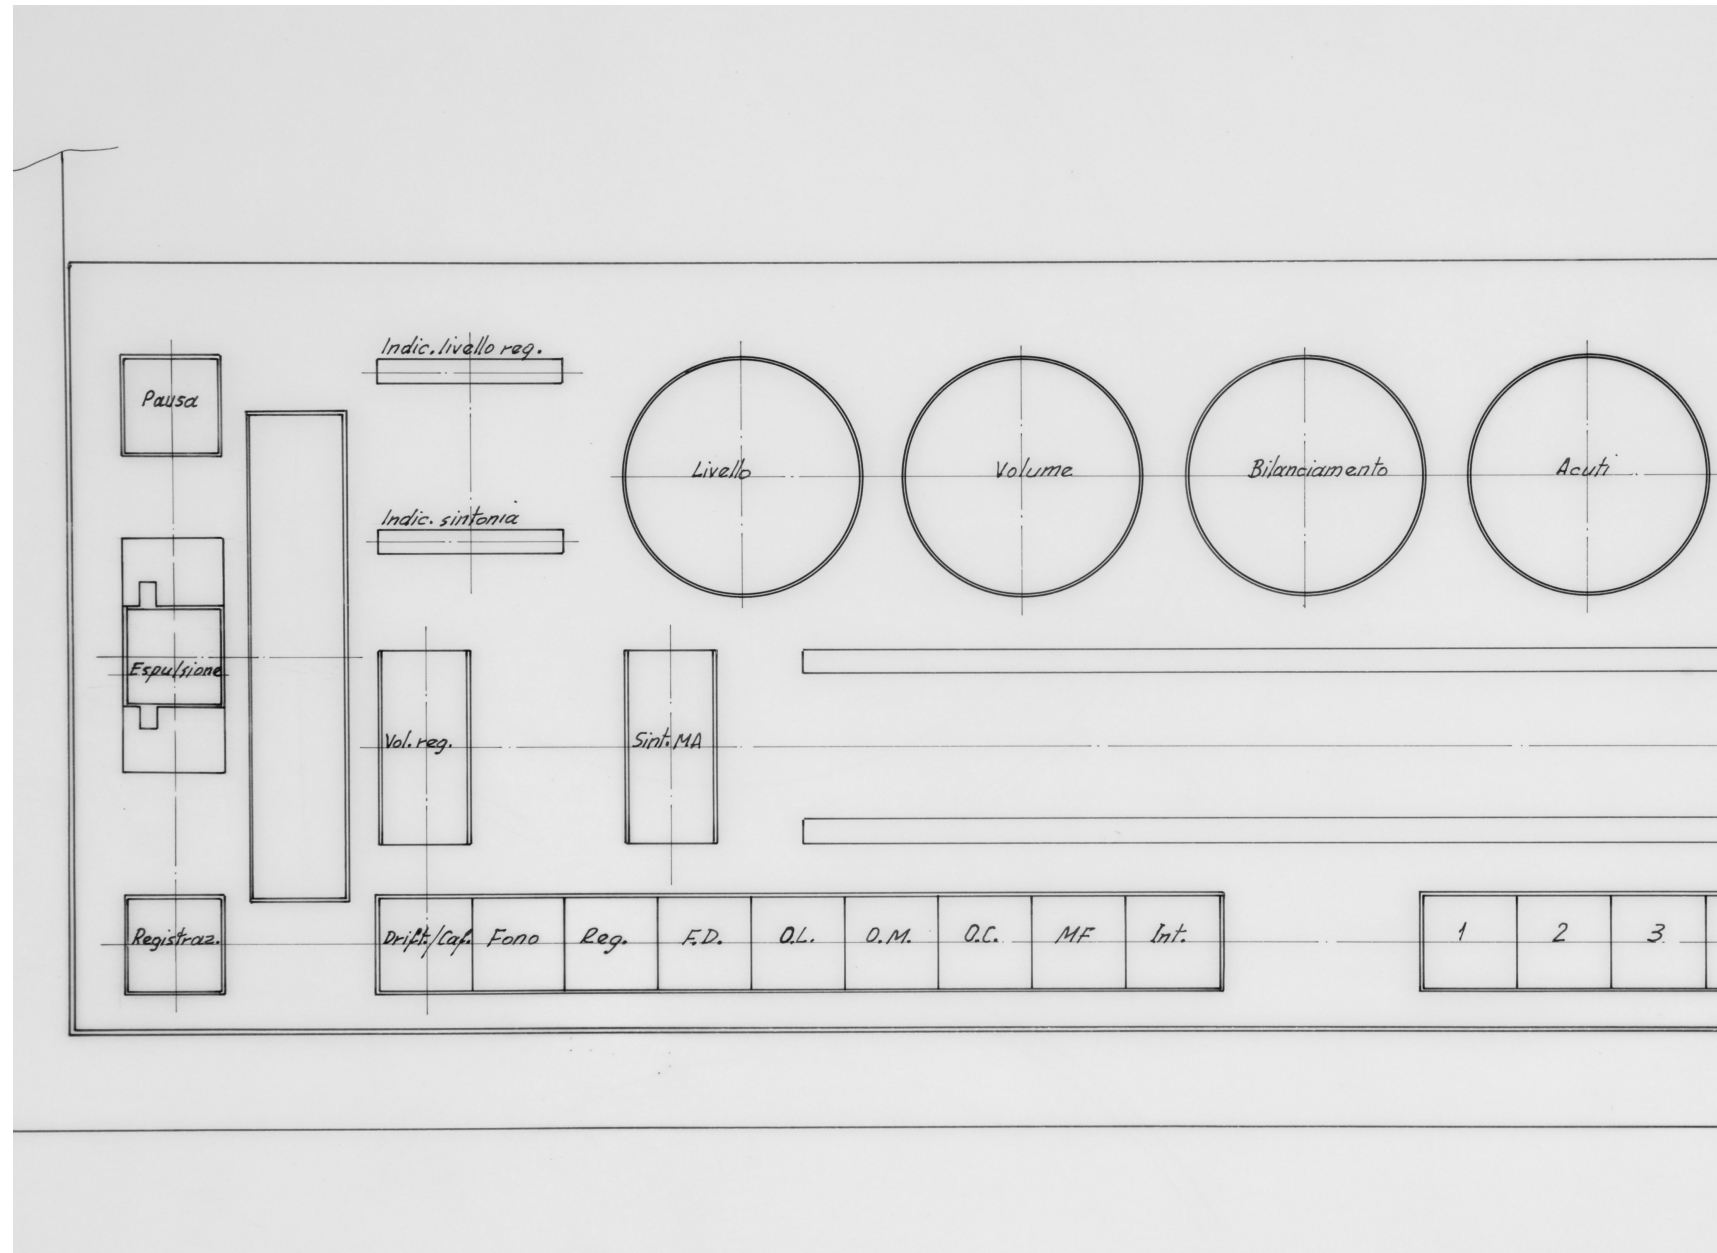 Indic. livello reg.
Pausa
Livello
Volume
Bilanciamento
Acuti
Indic. sintonia
Espulsione
Vol. reg.
Sint. MA
Registraz.
Drift./Caf.
Fono
Reg.
F.D.
O.L.
O.M.
O.C.
MF
Int.
1
2
3